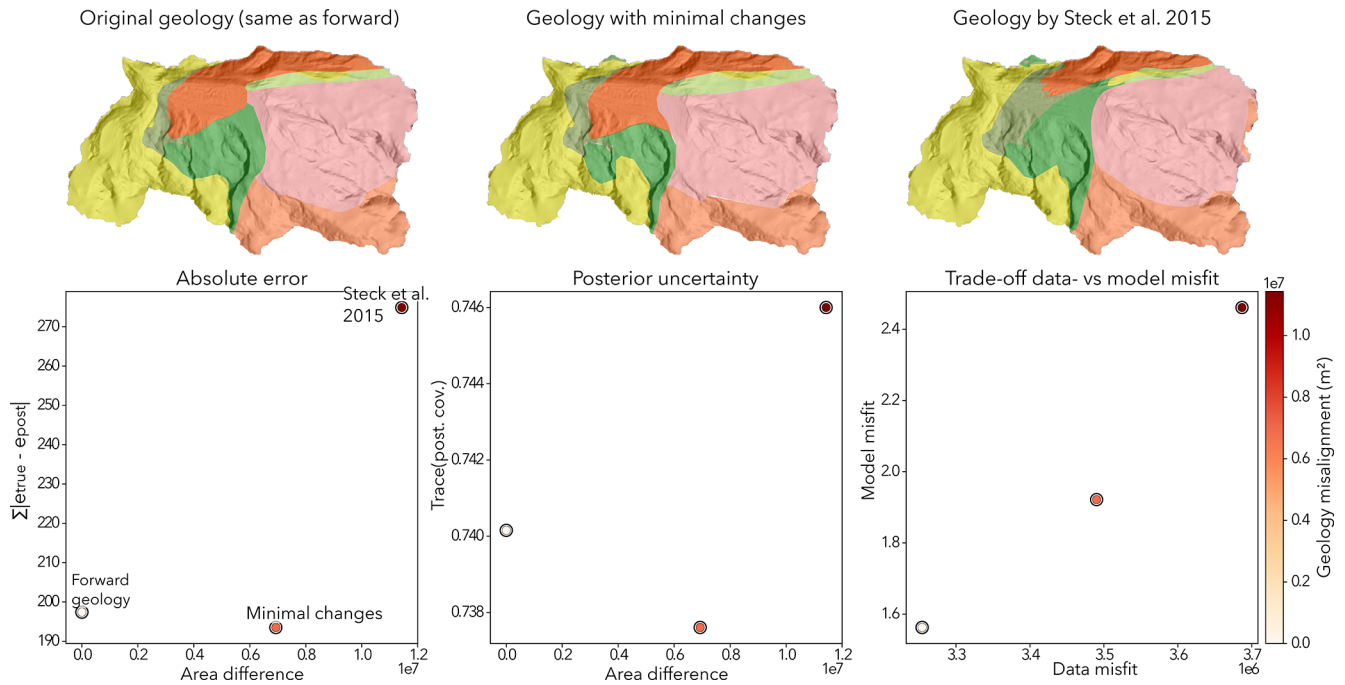 Original geology (same as forward)
Geology with minimal changes
Geology by Steck et al. 2015
Absolute error
Σ|etrue - epost|
270
260
250
240
230
220
210
200
190
Steck et al.
2015
Forward
geology
Minimal changes
0.0
0.2
0.4
0.6
0.8
1.0
1.2
1e7
Area difference
Posterior uncertainty
Trace(post. cov.)
0.746
0.744
0.742
0.740
0.738
0.0
0.2
0.4
0.6
0.8
1.0
1.2
1e7
Area difference
Trade-off data- vs model misfit
Model misfit
2.4
2.2
2.0
1.8
1.6
3.3
3.4
3.5
3.6
3.7
1e6
Data misfit
1e7
1.0
0.8
0.6
0.4
0.2
0.0
Geology misalignment (m²)